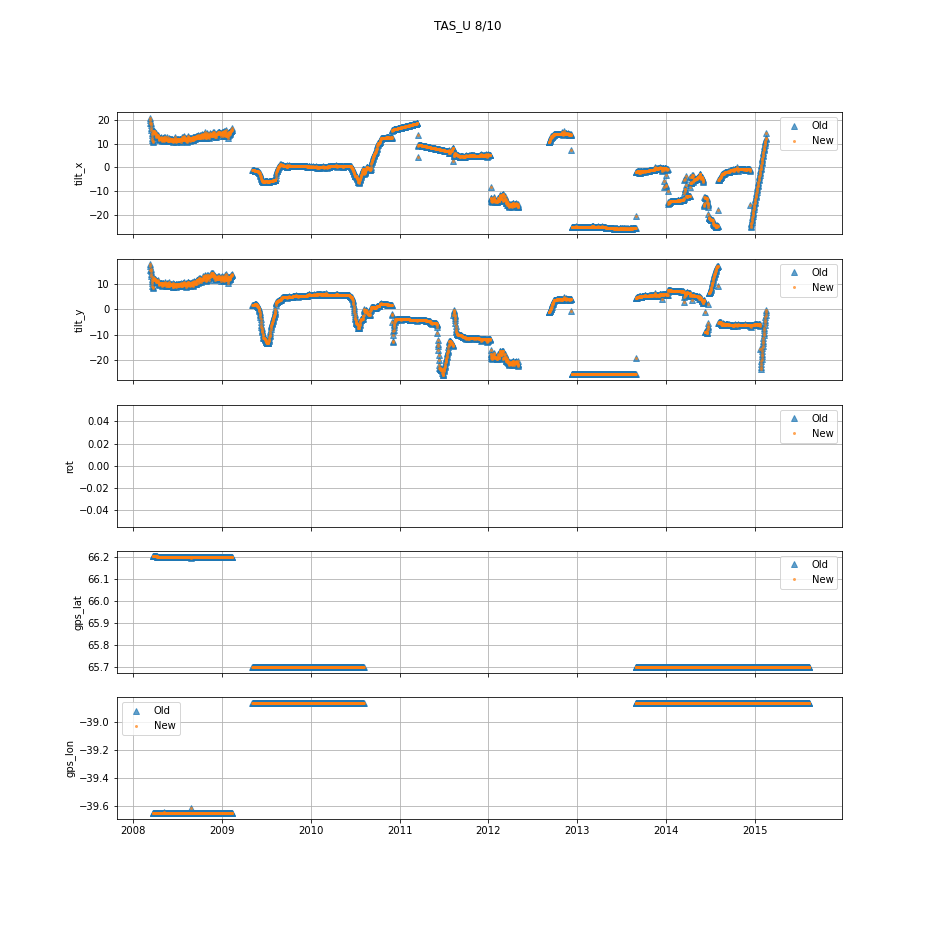 TAS_U 8/10
20
10
0
−10
−20
tilt_x
Old
New
10
0
−10
−20
tilt_y
Old
New
0.04
0.02
0.00
−0.02
−0.04
rot
Old
New
66.2
66.1
66.0
65.9
65.8
65.7
gps_lat
Old
New
−39.0
−39.2
−39.4
−39.6
gps_lon
Old
New
2008 2009 2010 2011 2012 2013 2014 2015